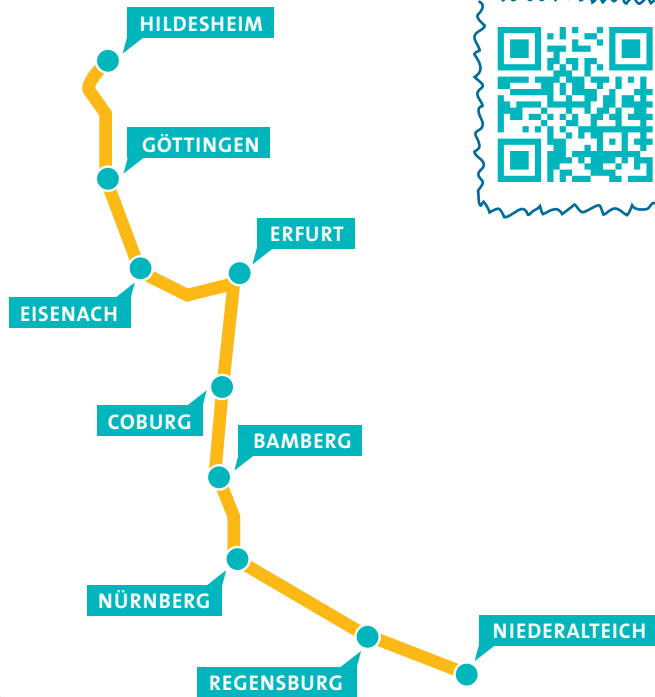 HILDESHEIM
GÖTTINGEN
ERFURT
EISENACH
COBURG
BAMBERG
NÜRNBERG
NIEDERALTEICH
REGENSBURG